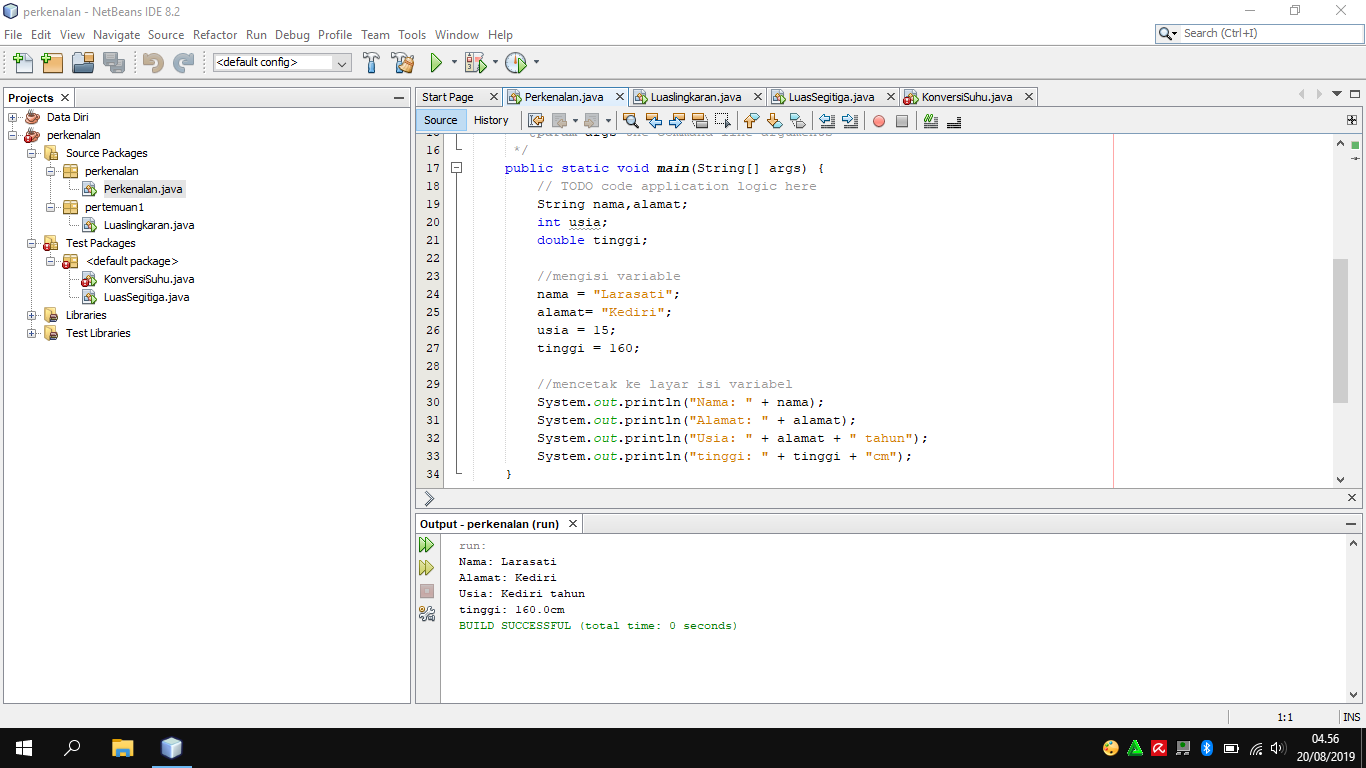 perkenalan - NetBeans IDE 8.2
File Edit View Navigate Source Refactor Run Debug Profile Team Tools Window Help
Search (Ctrl+I)
<default config>
Projects
Data Diri
perkenalan
Source Packages
perkenalan
Perkenalan.java
pertemuan1
Luaslingkaran.java
Test Packages
<default package>
KonversiSuhu.java
LuasSegitiga.java
Libraries
Test Libraries
Start Page Perkenalan.java Luaslingkaran.java LuasSegitiga.java KonversiSuhu.java
Source History
16 */
17 public static void main(String[] args) {
18 // TODO code application logic here
19 String nama,alamat;
20 int usia;
21 double tinggi;
22
23 //mengisi variable
24 nama = "Larasati";
25 alamat= "Kediri";
26 usia = 15;
27 tinggi = 160;
28
29 //mencetak ke layar isi variabel
30 System.out.println("Nama: " + nama);
31 System.out.println("Alamat: " + alamat);
32 System.out.println("Usia: " + alamat + " tahun");
33 System.out.println("tinggi: " + tinggi + "cm");
34 }
Output - perkenalan (run)
run:
Nama: Larasati
Alamat: Kediri
Usia: Kediri tahun
tinggi: 160.0cm
BUILD SUCCESSFUL (total time: 0 seconds)
1:1 INS
04.56
20/08/2019